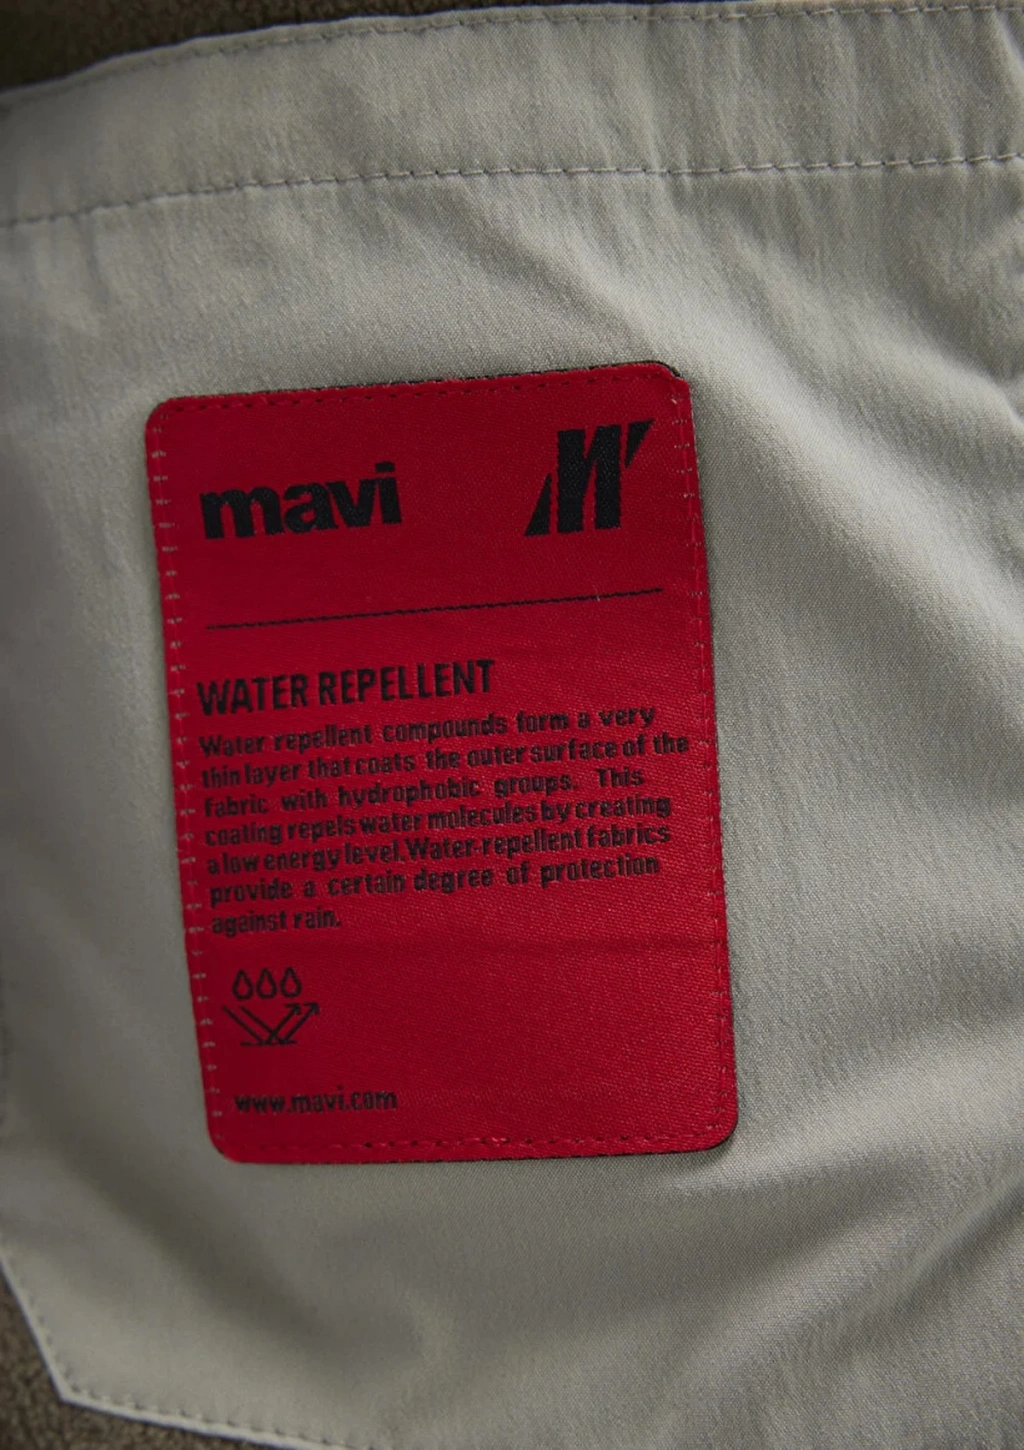 mavi M
WATER REPELLENT
Water repellent compounds form a very
thin layer that coats the outer surface of the
fabric with hydrophobic groups. This
coating repels water molecules by creating
a low energy level. Water-repellent fabrics
provide a certain degree of protection
against rain.
www.mavi.com